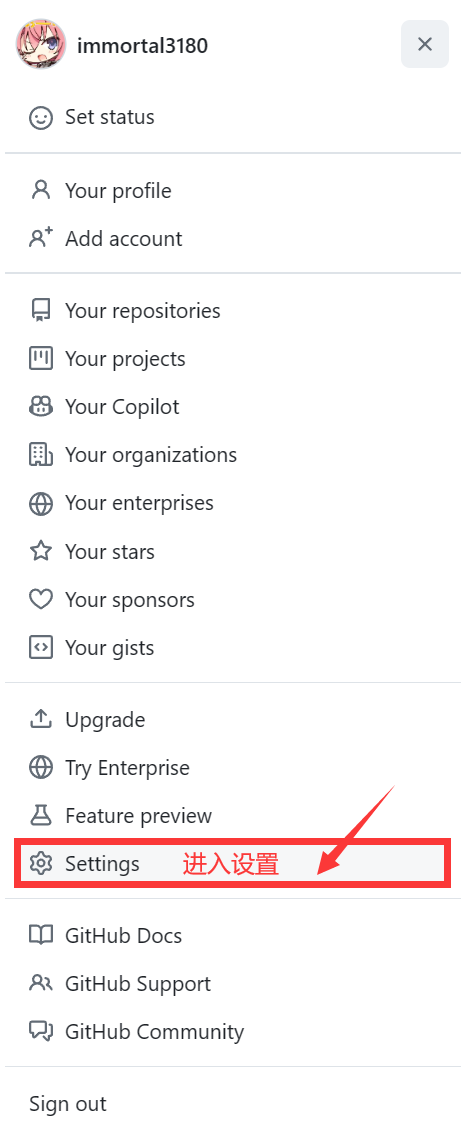 immortal3180
Set status
Your profile
Add account
Your repositories
Your projects
Your Copilot
Your organizations
Your enterprises
Your stars
Your sponsors
Your gists
Upgrade
Try Enterprise
Feature preview
Settings 进入设置
GitHub Docs
GitHub Support
GitHub Community
Sign out